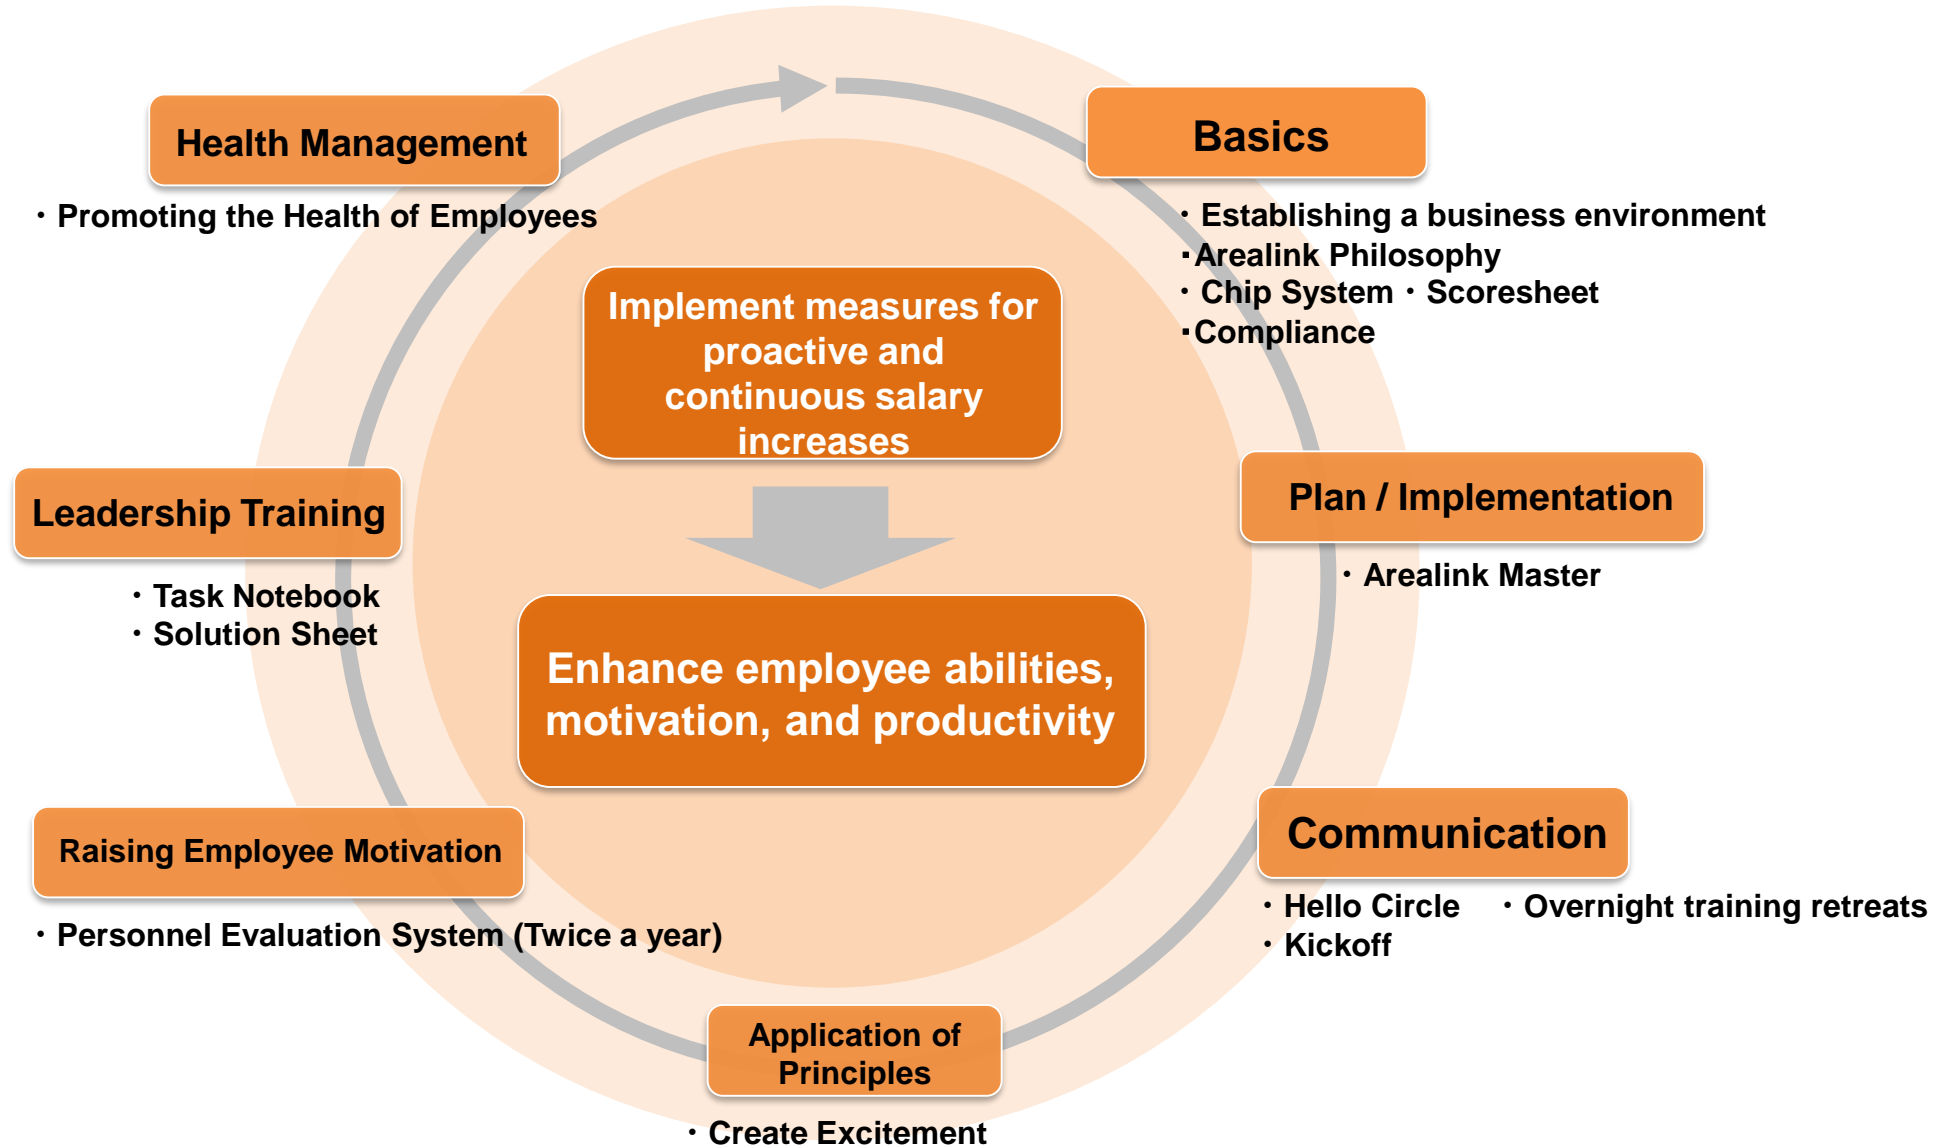 Health Management
・Promoting the Health of Employees
Basics
・Establishing a business environment
・Arealink Philosophy
・Chip System・Scoresheet
・Compliance
Implement measures for
proactive and
continuous salary
increases
Leadership Training
・Task Notebook
・Solution Sheet
Plan / Implementation
・Arealink Master
Enhance employee abilities,
motivation, and productivity
Raising Employee Motivation
・Personnel Evaluation System (Twice a year)
Communication
・Hello Circle ・Overnight training retreats
・Kickoff
Application of
Principles
・Create Excitement